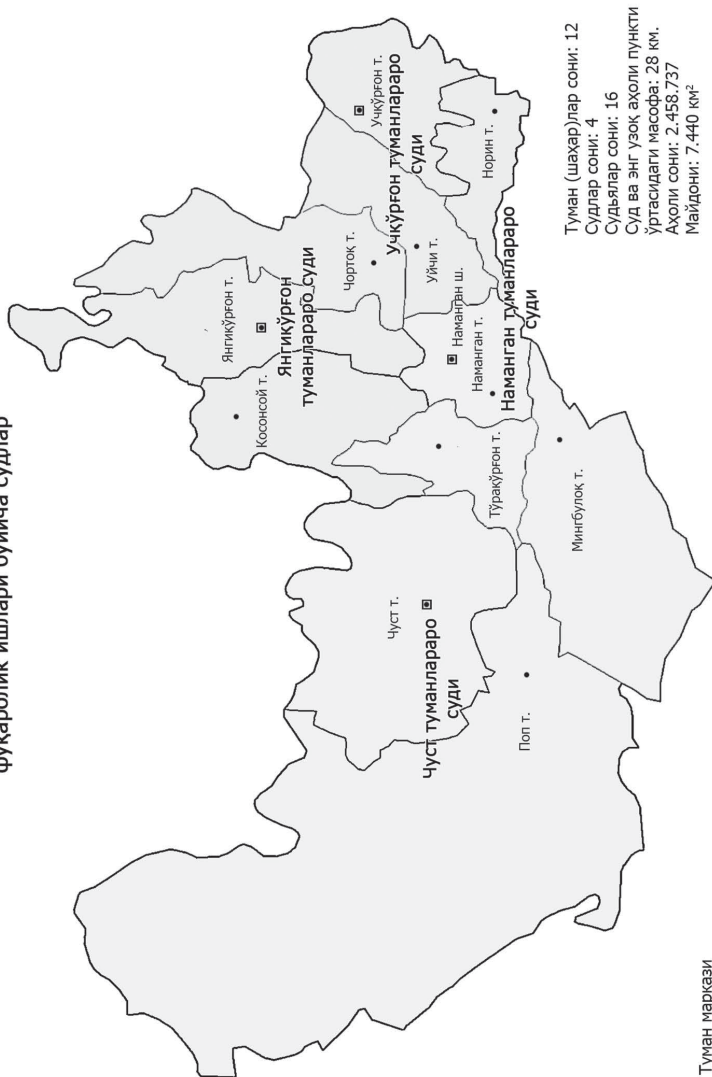 фуқаролик ишлари бўйича судлар
Янгиқўрғон т.
Янгиқўрғон
туманлараро суди
Косонсой т.
Чортоқ т.
Учқўрғон т.
Учқўрғон туманлараро
суди
Норин т.
Уйчи т.
Наманган ш.
Наманган т.
Наманган туманлараро
суди
Тўрақўрғон т.
Мингбулоқ т.
Чуст т.
Чуст туманлараро
суди
Поп т.
Туман (шаҳар)лар сони: 12
Судлар сони: 4
Судьялар сони: 16
Суд ва энг узоқ аҳоли пункти
ўртасидаги масофа: 28 км.
Аҳоли сони: 2.458.737
Майдони: 7.440 км²
Туман маркази